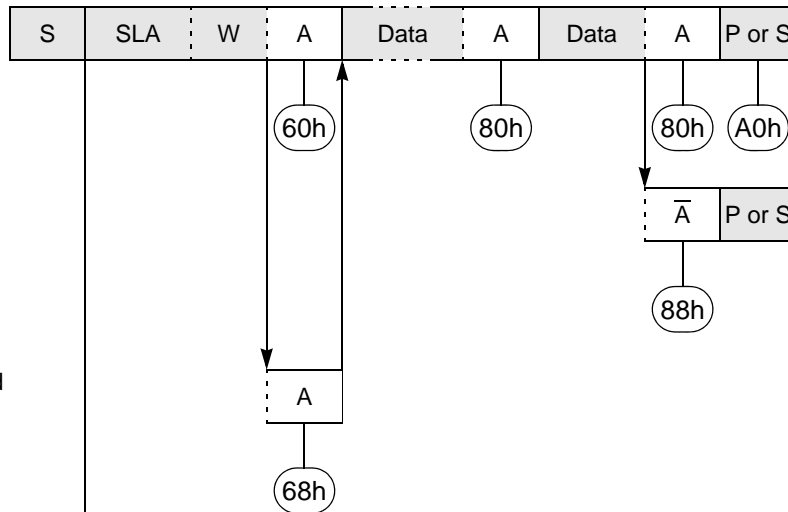 S SLA W A Data A Data A P or S
60h 80h 80h A0h
A̅ P or S
88h
A
68h